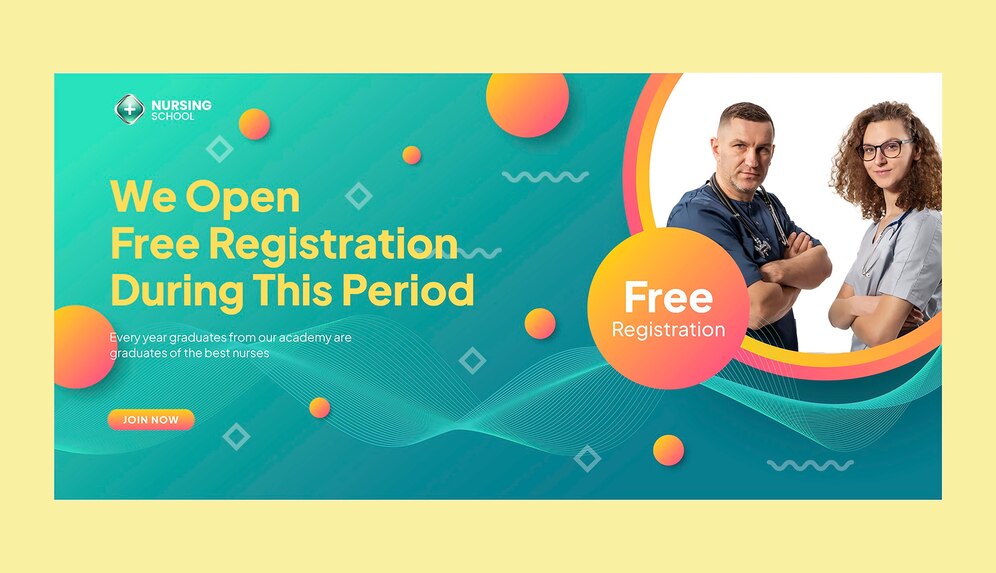 NURSING
SCHOOL
We Open
Free Registration
During This Period
Every year graduates from our academy are
graduates of the best nurses
JOIN NOW
Free
Registration